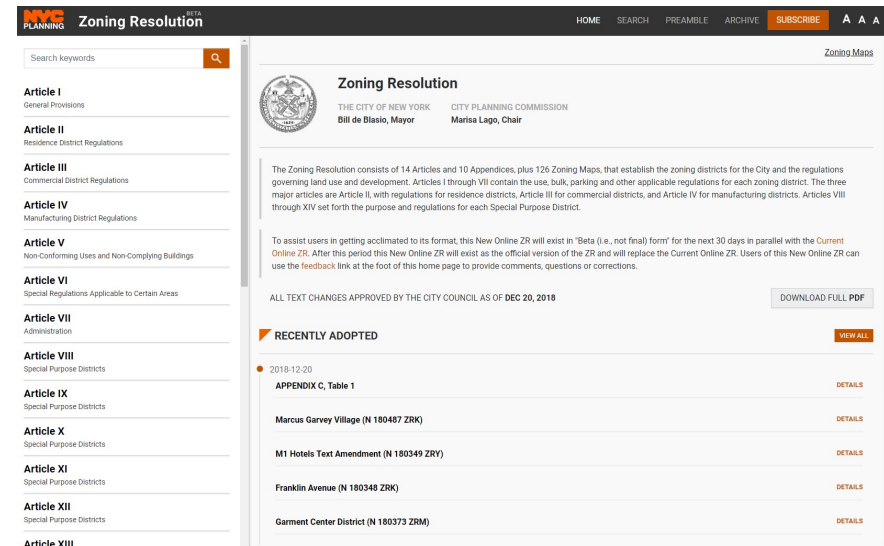 NYC
PLANNING
Zoning Resolution BETA
HOME SEARCH PREAMBLE ARCHIVE SUBSCRIBE A A A
Search keywords
Article I
General Provisions
Article II
Residence District Regulations
Article III
Commercial District Regulations
Article IV
Manufacturing District Regulations
Article V
Non-Conforming Uses and Non-Complying Buildings
Article VI
Special Regulations Applicable to Certain Areas
Article VII
Administration
Article VIII
Special Purpose Districts
Article IX
Special Purpose Districts
Article X
Special Purpose Districts
Article XI
Special Purpose Districts
Article XII
Special Purpose Districts
Article XIII
Zoning Maps
Zoning Resolution
THE CITY OF NEW YORK CITY PLANNING COMMISSION
Bill de Blasio, Mayor Marisa Lago, Chair
The Zoning Resolution consists of 14 Articles and 10 Appendices, plus 126 Zoning Maps, that establish the zoning districts for the City and the regulations
governing land use and development. Articles I through VII contain the use, bulk, parking and other applicable regulations for each zoning district. The three
major articles are Article II, with regulations for residence districts, Article III for commercial districts, and Article IV for manufacturing districts. Articles VIII
through XIV set forth the purpose and regulations for each Special Purpose District.
To assist users in getting acclimated to its format, this New Online ZR will exist in "Beta (i.e., not final) form" for the next 30 days in parallel with the Current
Online ZR. After this period this New Online ZR will exist as the official version of the ZR and will replace the Current Online ZR. Users of this New Online ZR can
use the feedback link at the foot of this home page to provide comments, questions or corrections.
ALL TEXT CHANGES APPROVED BY THE CITY COUNCIL AS OF DEC 20, 2018 DOWNLOAD FULL PDF
RECENTLY ADOPTED VIEW ALL
2018-12-20
APPENDIX C, Table 1 DETAILS
Marcus Garvey Village (N 180487 ZRK) DETAILS
M1 Hotels Text Amendment (N 180349 ZRY) DETAILS
Franklin Avenue (N 180348 ZRK) DETAILS
Garment Center District (N 180373 ZRM) DETAILS